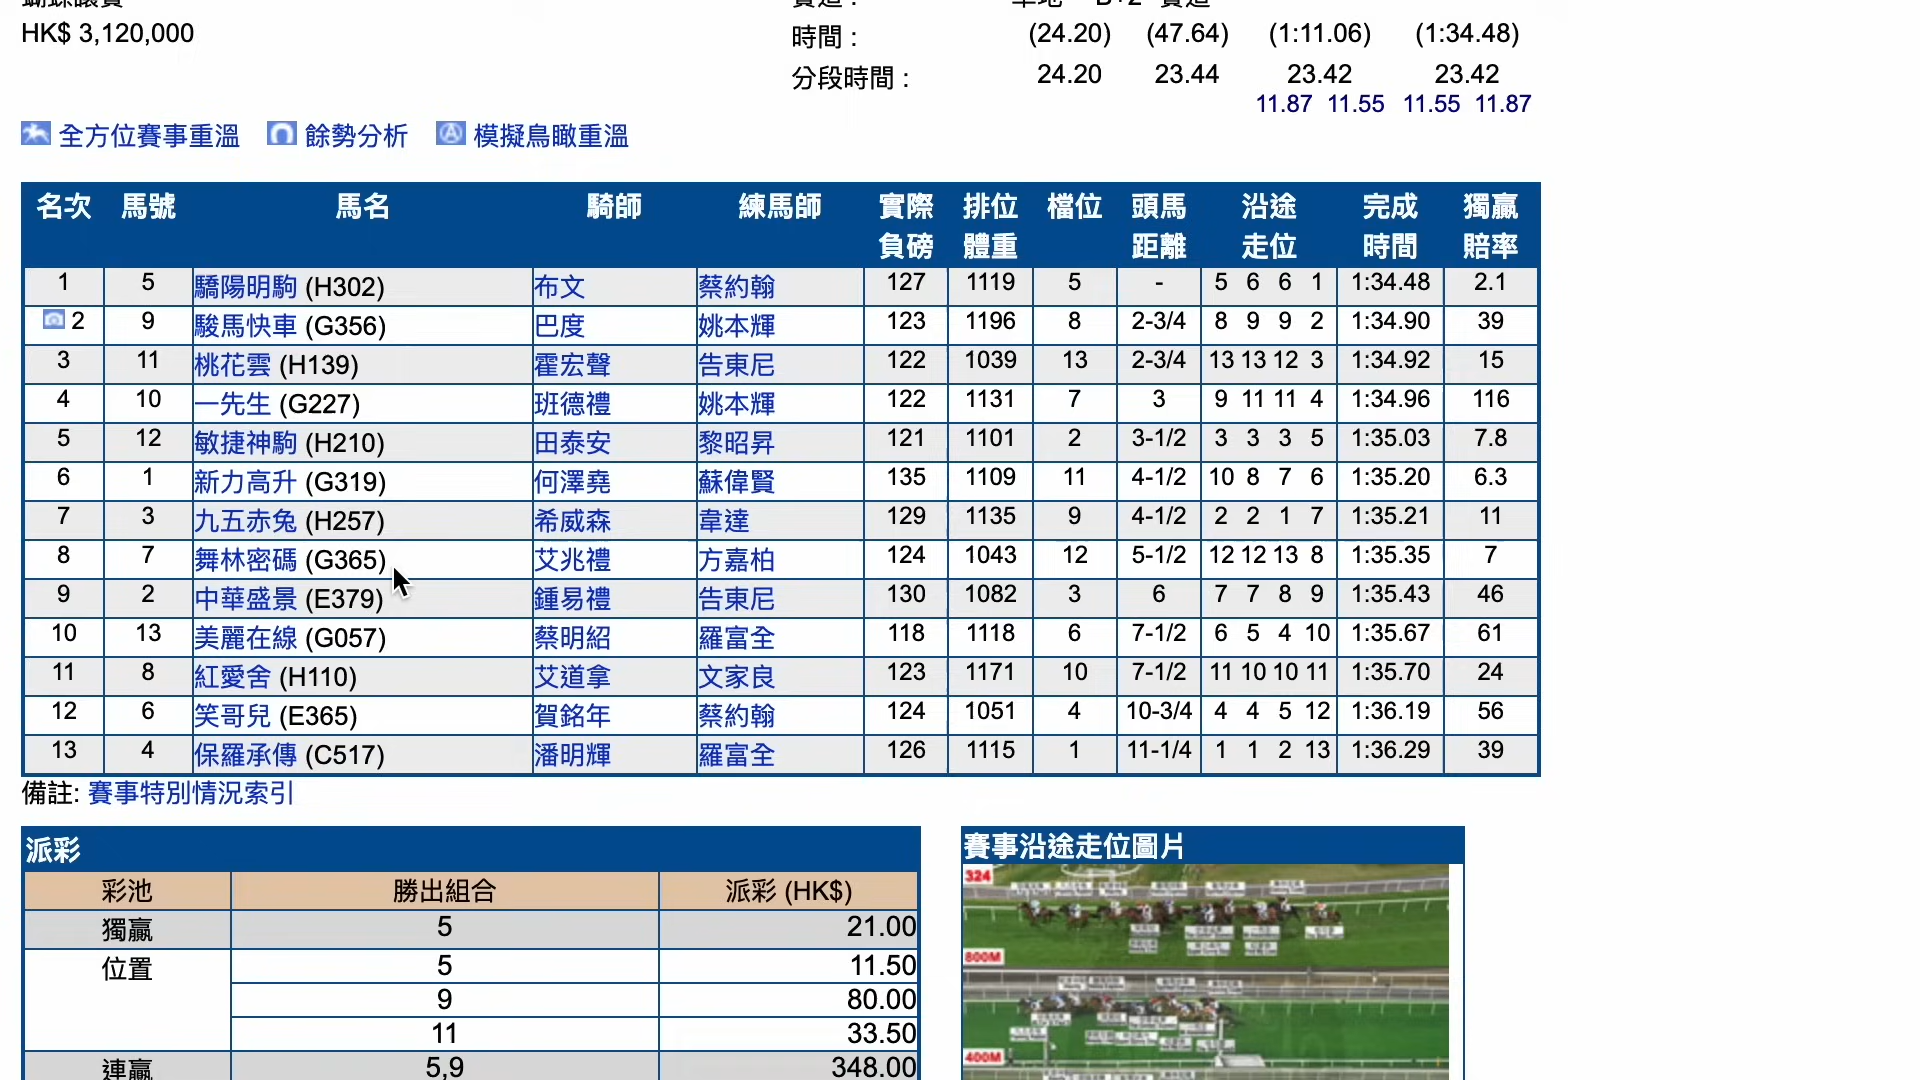 HK$ 3,120,000
時間 : (24.20) (47.64) (1:11.06) (1:34.48)
分段時間 : 24.20 23.44 23.42 23.42
11.87 11.55 11.55 11.87
全方位賽事重溫 餘勢分析 模擬鳥瞰重溫
名次 馬號 馬名 騎師 練馬師 實際負磅 排位體重 檔位 頭馬距離 沿途走位 完成時間 獨贏賠率
1 5 驕陽明駒 (H302) 布文 蔡約翰 127 1119 5 - 5 6 6 1 1:34.48 2.1
2 9 駿馬快車 (G356) 巴度 姚本輝 123 1196 8 2-3/4 8 9 9 2 1:34.90 39
3 11 桃花雲 (H139) 霍宏聲 告東尼 122 1039 13 2-3/4 13 13 12 3 1:34.92 15
4 10 一先生 (G227) 班德禮 姚本輝 122 1131 7 3 9 11 11 4 1:34.96 116
5 12 敏捷神駒 (H210) 田泰安 黎昭昇 121 1101 2 3-1/2 3 3 3 5 1:35.03 7.8
6 1 新力高升 (G319) 何澤堯 蘇偉賢 135 1109 11 4-1/2 10 8 7 6 1:35.20 6.3
7 3 九五赤兔 (H257) 希威森 韋達 129 1135 9 4-1/2 2 2 1 7 1:35.21 11
8 7 舞林密碼 (G365) 艾兆禮 方嘉柏 124 1043 12 5-1/2 12 12 13 8 1:35.35 7
9 2 中華盛景 (E379) 鍾易禮 告東尼 130 1082 3 6 7 7 8 9 1:35.43 46
10 13 美麗在線 (G057) 蔡明紹 羅富全 118 1118 6 7-1/2 6 5 4 10 1:35.67 61
11 8 紅愛舍 (H110) 艾道拿 文家良 123 1171 10 7-1/2 11 10 10 11 1:35.70 24
12 6 笑哥兒 (E365) 賀銘年 蔡約翰 124 1051 4 10-3/4 4 4 5 12 1:36.19 56
13 4 保羅承傳 (C517) 潘明輝 羅富全 126 1115 1 11-1/4 1 1 2 13 1:36.29 39
備註: 賽事特別情況索引
派彩
彩池 勝出組合 派彩 (HK$)
獨贏 5 21.00
位置 5 11.50
9 80.00
11 33.50
連贏 5,9 348.00
賽事沿途走位圖片
324
800M
400M